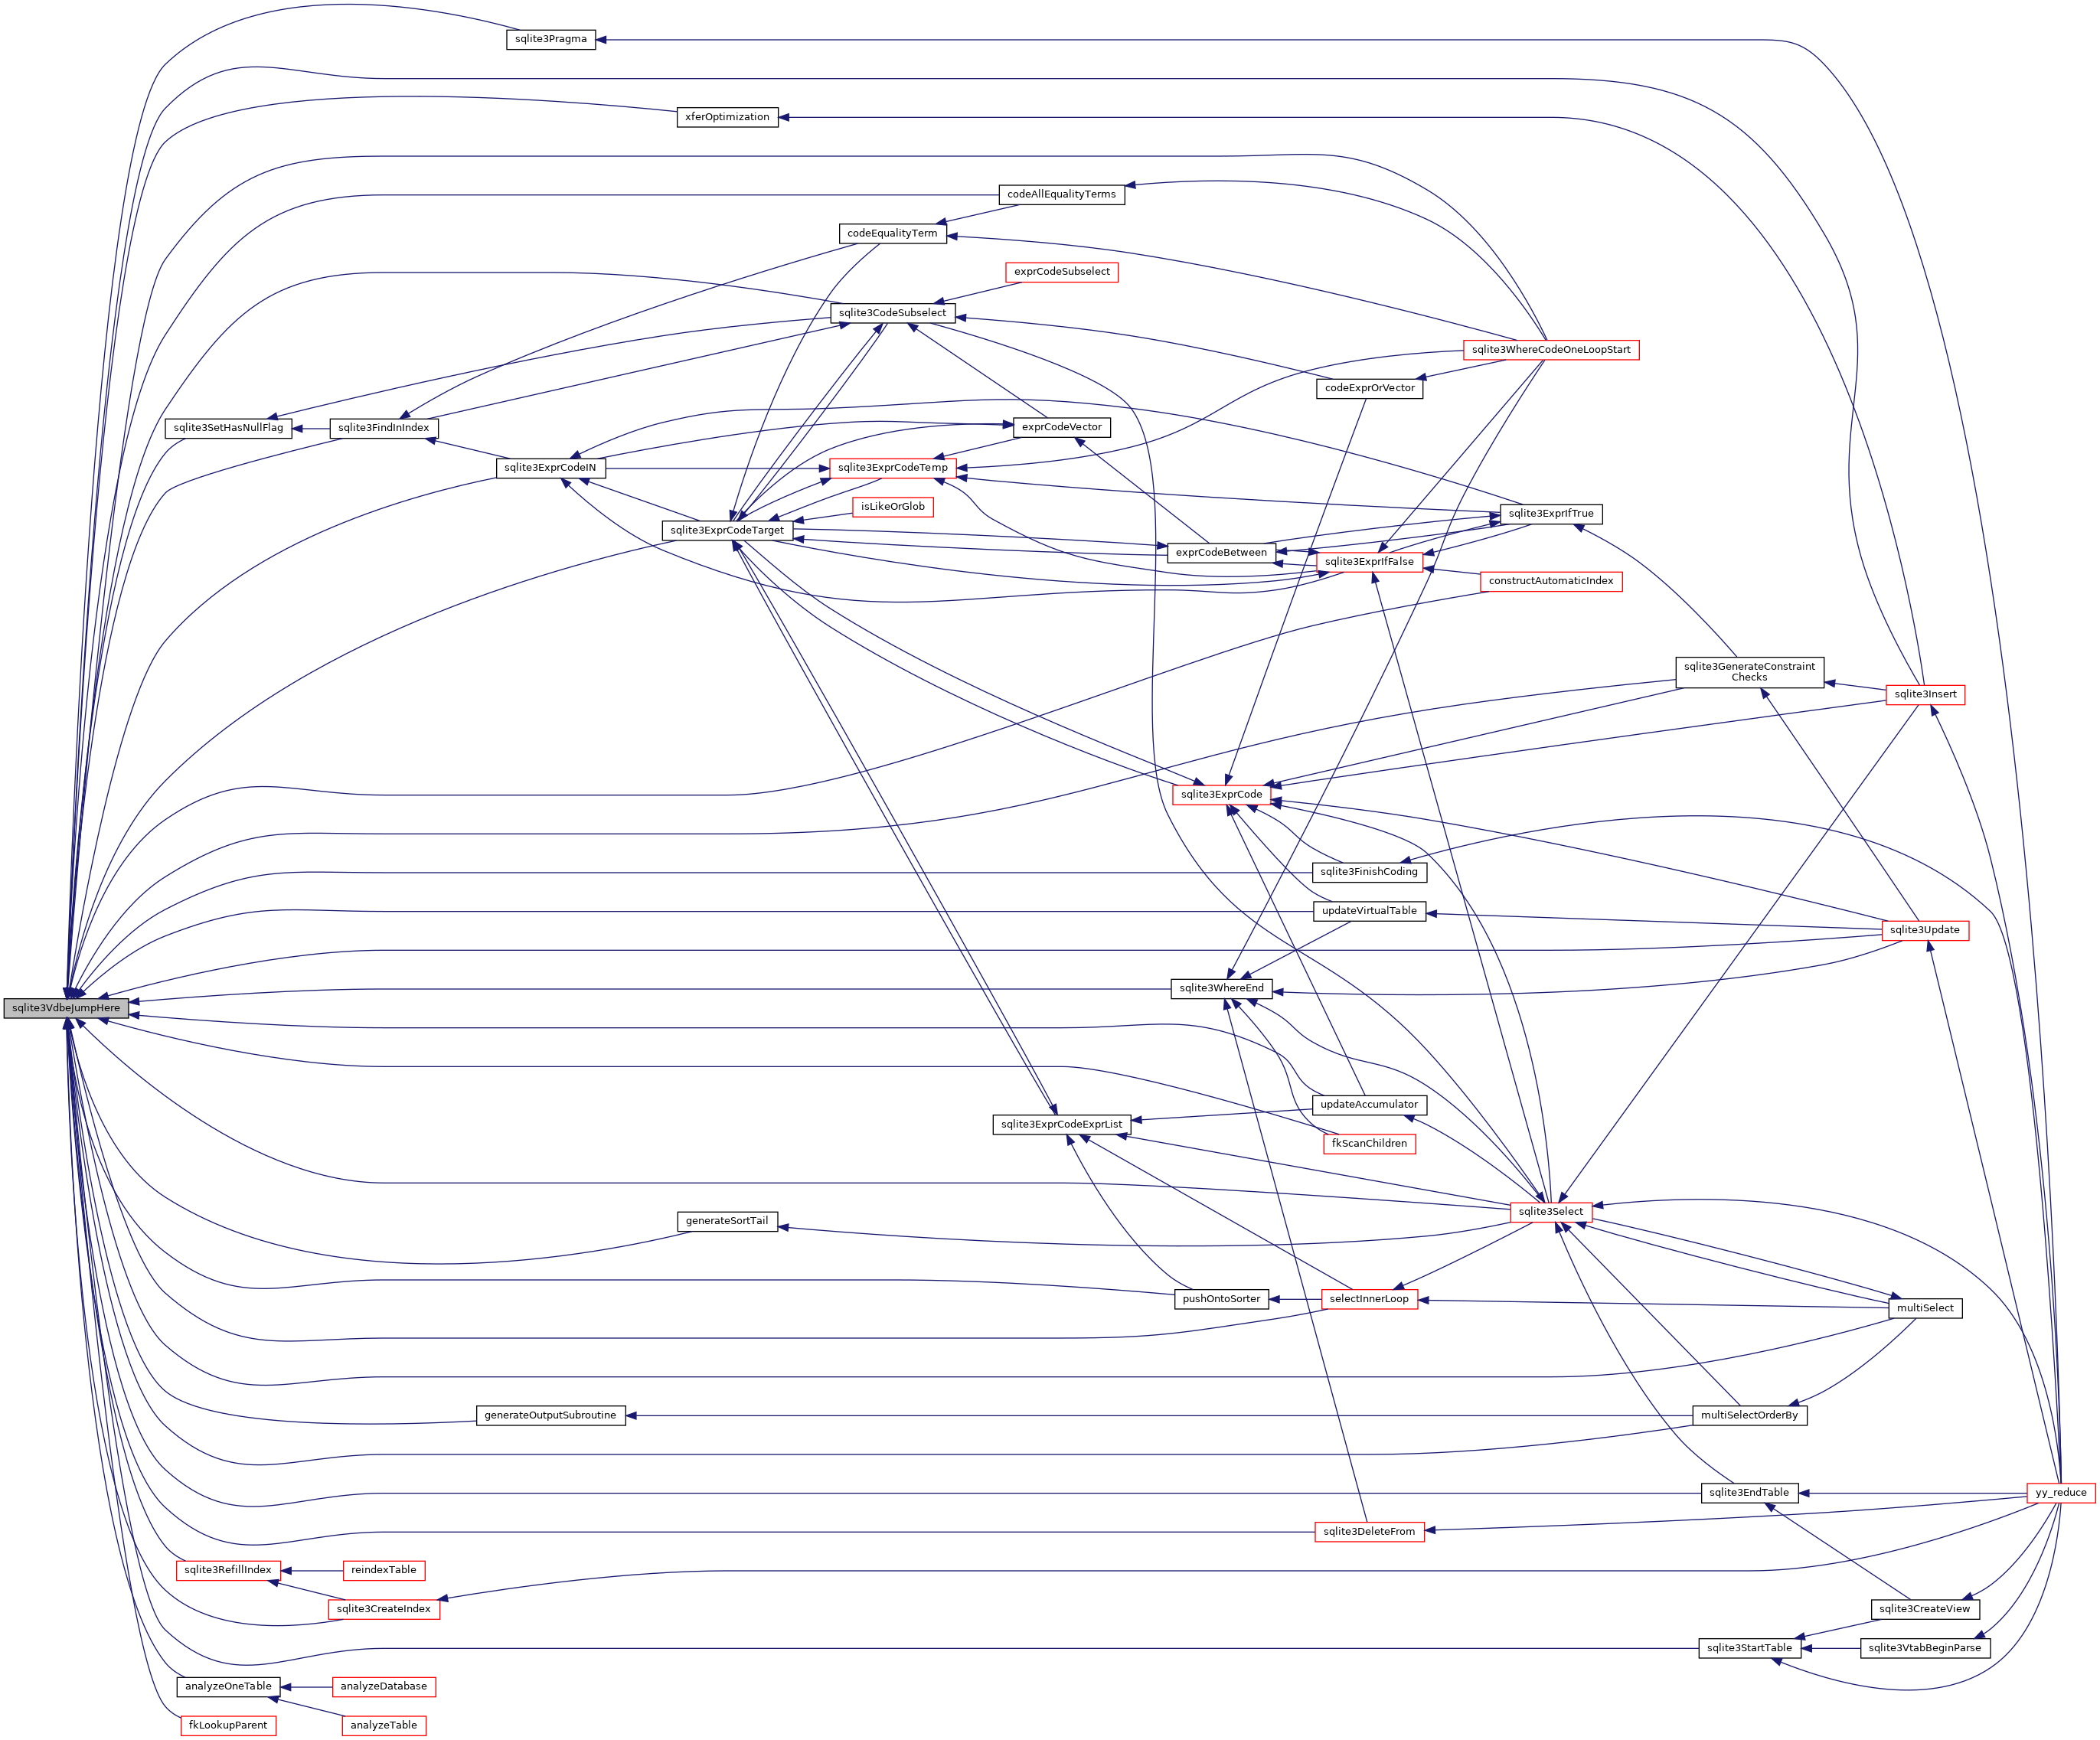 sqlite3Pragma
xferOptimization
codeAllEqualityTerms
codeEqualityTerm
exprCodeSubselect
sqlite3CodeSubselect
sqlite3WhereCodeOneLoopStart
codeExprOrVector
sqlite3SetHasNullFlag
sqlite3FindInIndex
exprCodeVector
sqlite3ExprCodeIN
sqlite3ExprCodeTemp
isLikeOrGlob
sqlite3ExprIfTrue
sqlite3ExprCodeTarget
exprCodeBetween
sqlite3ExprIfFalse
constructAutomaticIndex
sqlite3GenerateConstraint
Checks
sqlite3Insert
sqlite3ExprCode
sqlite3FinishCoding
updateVirtualTable
sqlite3Update
sqlite3WhereEnd
sqlite3VdbeJumpHere
updateAccumulator
sqlite3ExprCodeExprList
fkScanChildren
sqlite3Select
generateSortTail
pushOntoSorter
selectInnerLoop
multiSelect
generateOutputSubroutine
multiSelectOrderBy
sqlite3EndTable
yy_reduce
sqlite3DeleteFrom
sqlite3RefillIndex
reindexTable
sqlite3CreateIndex
sqlite3CreateView
sqlite3StartTable
sqlite3VtabBeginParse
analyzeOneTable
analyzeDatabase
fkLookupParent
analyzeTable